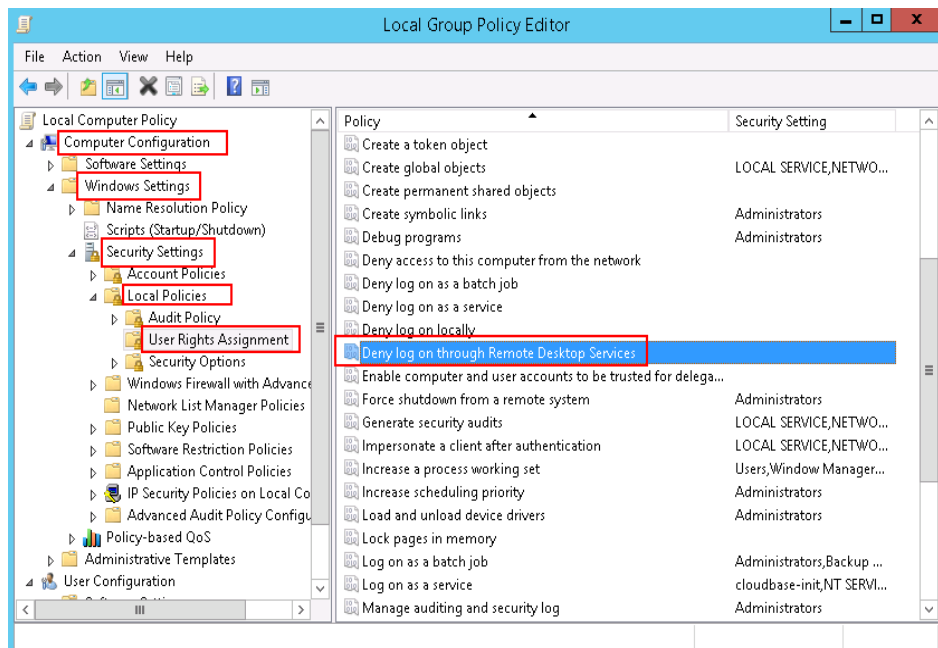 Local Group Policy Editor
File Action View Help
Local Computer Policy
Computer Configuration
Software Settings
Windows Settings
Name Resolution Policy
Scripts (Startup/Shutdown)
Security Settings
Account Policies
Local Policies
Audit Policy
User Rights Assignment
Security Options
Windows Firewall with Advance
Network List Manager Policies
Public Key Policies
Software Restriction Policies
Application Control Policies
IP Security Policies on Local Co
Advanced Audit Policy Configu
Policy-based QoS
Administrative Templates
User Configuration
Policy Security Setting
Create a token object
Create global objects LOCAL SERVICE,NETWO...
Create permanent shared objects
Create symbolic links Administrators
Debug programs Administrators
Deny access to this computer from the network
Deny log on as a batch job
Deny log on as a service
Deny log on locally
Deny log on through Remote Desktop Services
Enable computer and user accounts to be trusted for delega...
Force shutdown from a remote system Administrators
Generate security audits LOCAL SERVICE,NETWO...
Impersonate a client after authentication LOCAL SERVICE,NETWO...
Increase a process working set Users,Window Manager...
Increase scheduling priority Administrators
Load and unload device drivers Administrators
Lock pages in memory
Log on as a batch job Administrators,Backup ...
Log on as a service cloudbase-init,NT SERVI...
Manage auditing and security log Administrators